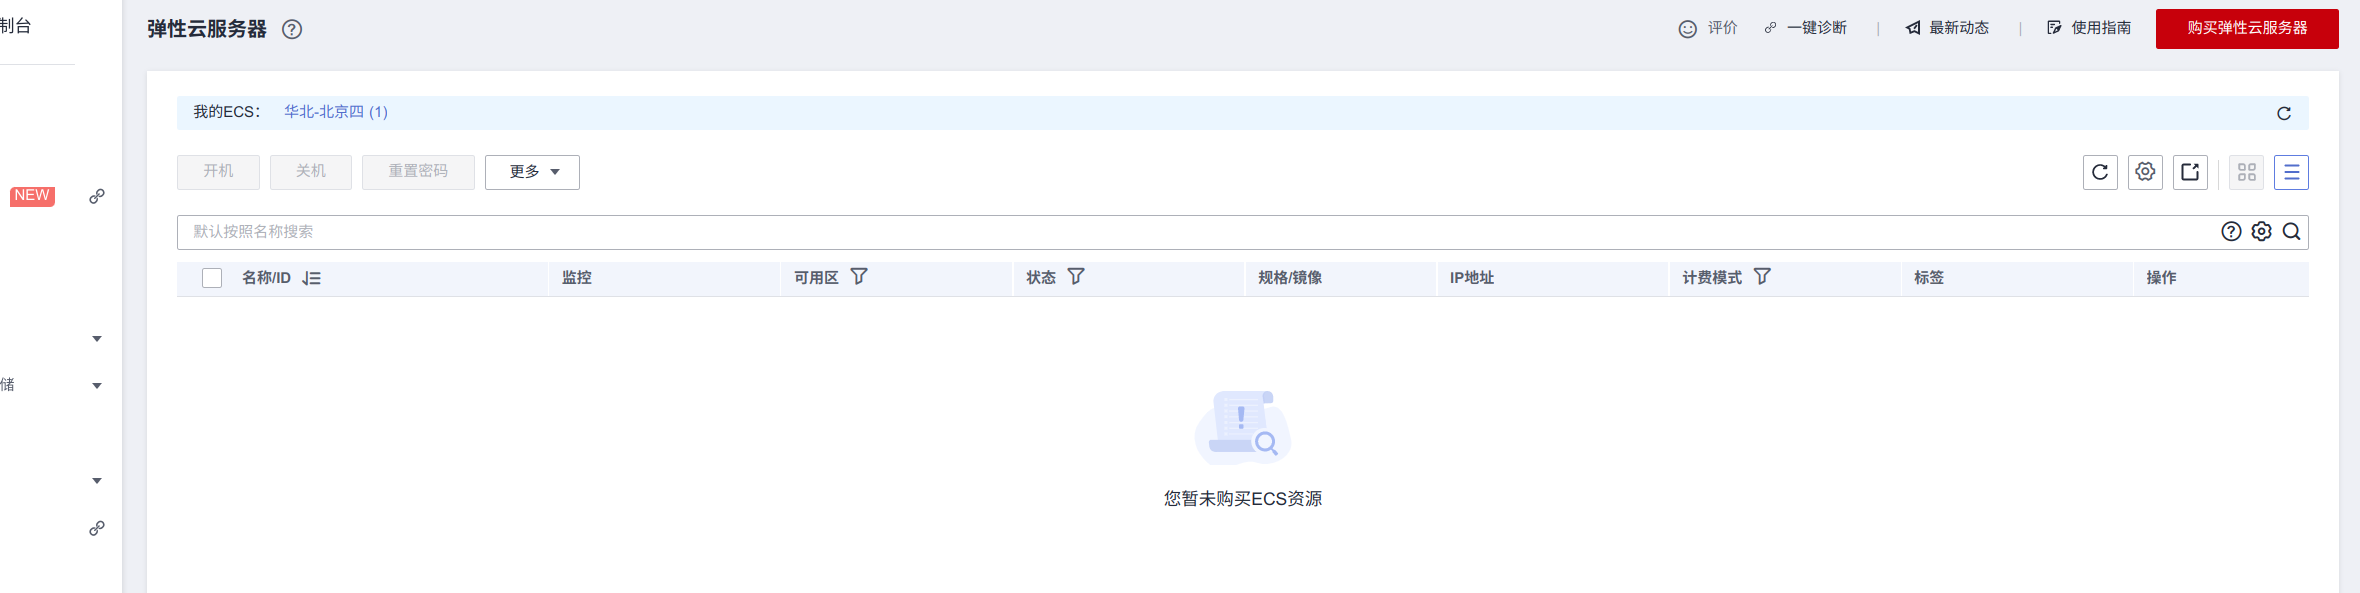 制台
弹性云服务器
评价
一键诊断
最新动态
使用指南
购买弹性云服务器
我的ECS： 华北-北京四 (1)
开机
关机
重置密码
更多
NEW
默认按照名称搜索
名称/ID
监控
可用区
状态
规格/镜像
IP地址
计费模式
标签
操作
储
您暂未购买ECS资源